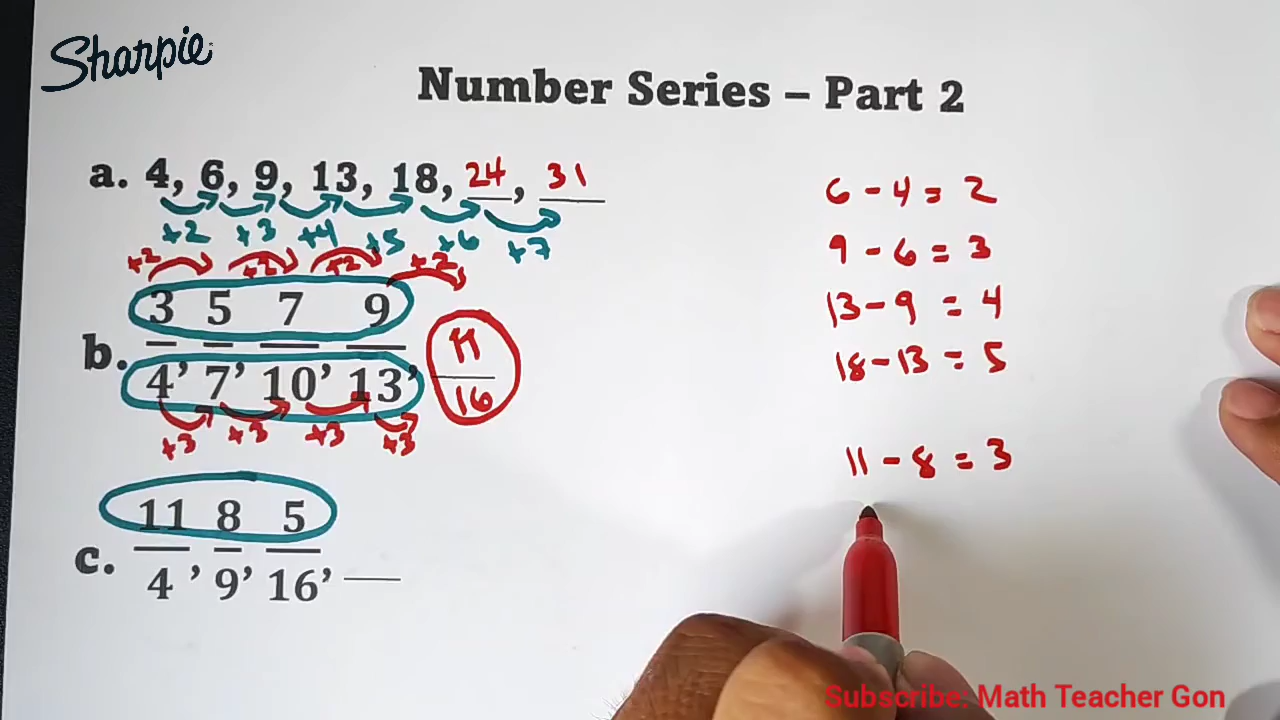 Sharpie
Number Series – Part 2
a. 4, 6, 9, 13, 18, 24, 31
+2 +3 +4 +5 +6 +7
+2 +2 +2 +2
3 5 7 9 11
b. 4, 7, 10, 13, 16
+3 +3 +3 +3
11 8 5
c. 4, 9, 16, __
6 - 4 = 2
9 - 6 = 3
13 - 9 = 4
18 - 13 = 5
11 - 8 = 3
Subscribe: Math Teacher Gon